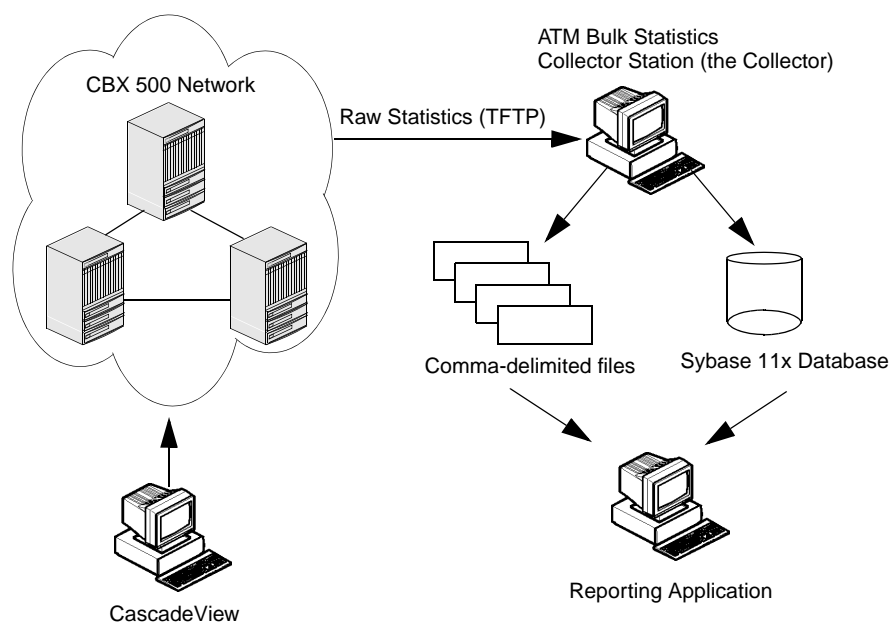 ATM Bulk Statistics
Collector Station (the Collector)
CBX 500 Network
Raw Statistics (TFTP)
Comma-delimited files
Sybase 11x Database
CascadeView
Reporting Application